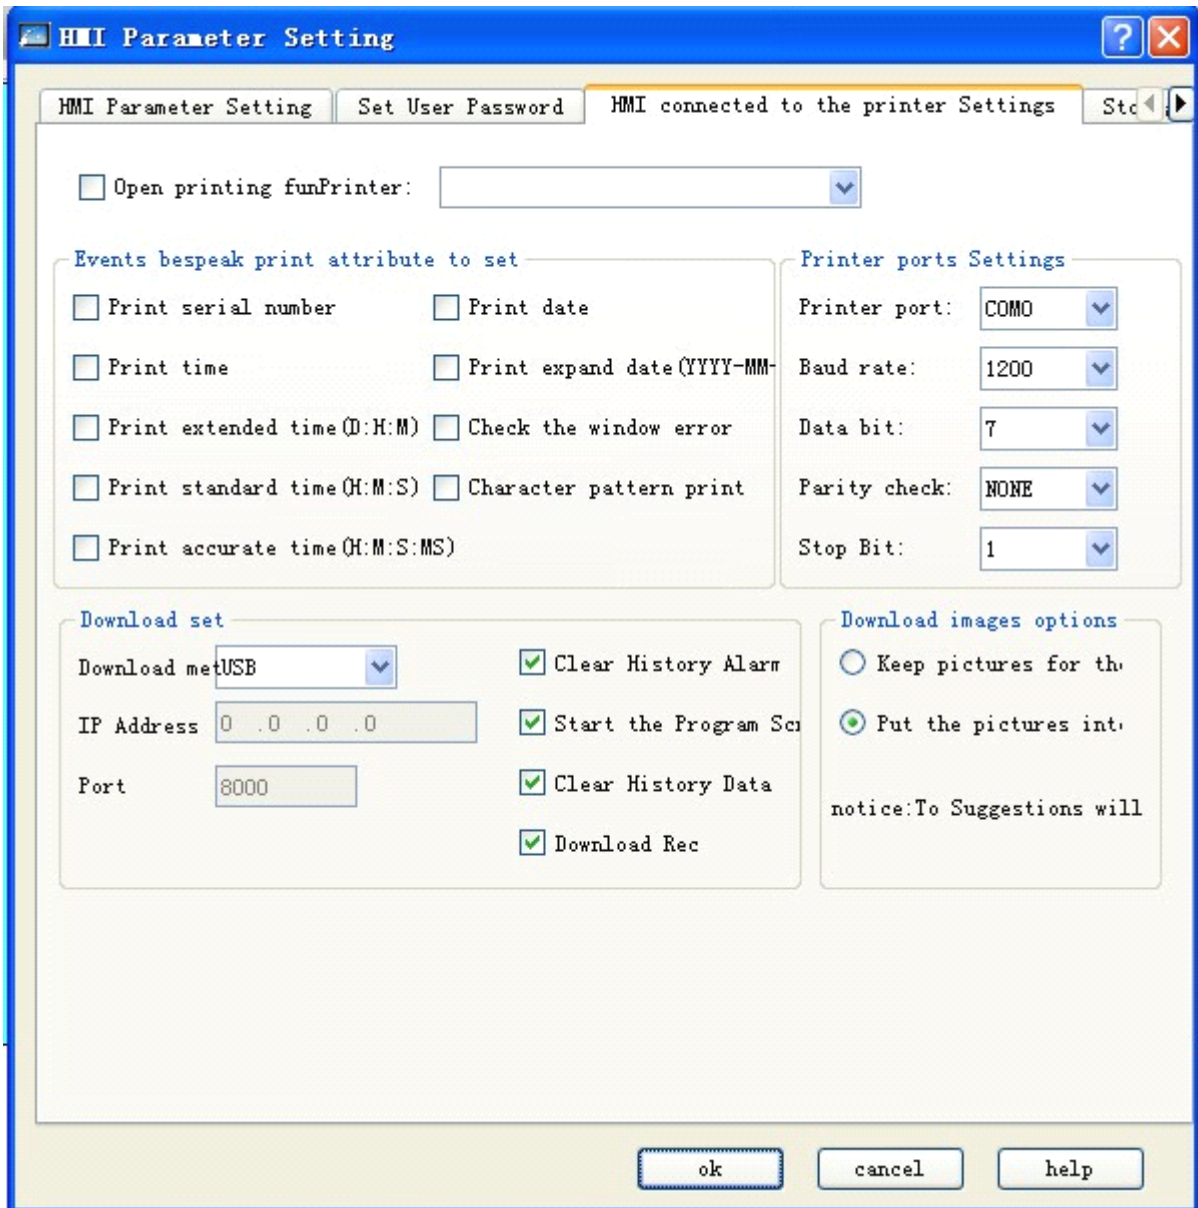 HMI Parameter Setting
HMI Parameter Setting
Set User Password
HMI connected to the printer Settings
Open printing funPrinter:
Events bespeak print attribute to set
Print serial number
Print date
Print time
Print expand date(YYYY-MM-
Print extended time(D:H:M)
Check the window error
Print standard time(H:M:S)
Character pattern print
Print accurate time(H:M:S:MS)
Printer ports Settings
Printer port: COM0
Baud rate: 1200
Data bit: 7
Parity check: NONE
Stop Bit: 1
Download set
Download metUSB
IP Address 0 .0 .0 .0
Port 8000
Clear History Alarm
Start the Program Scr
Clear History Data
Download Rec
Download images options
Keep pictures for the
Put the pictures into
notice:To Suggestions will
ok
cancel
help